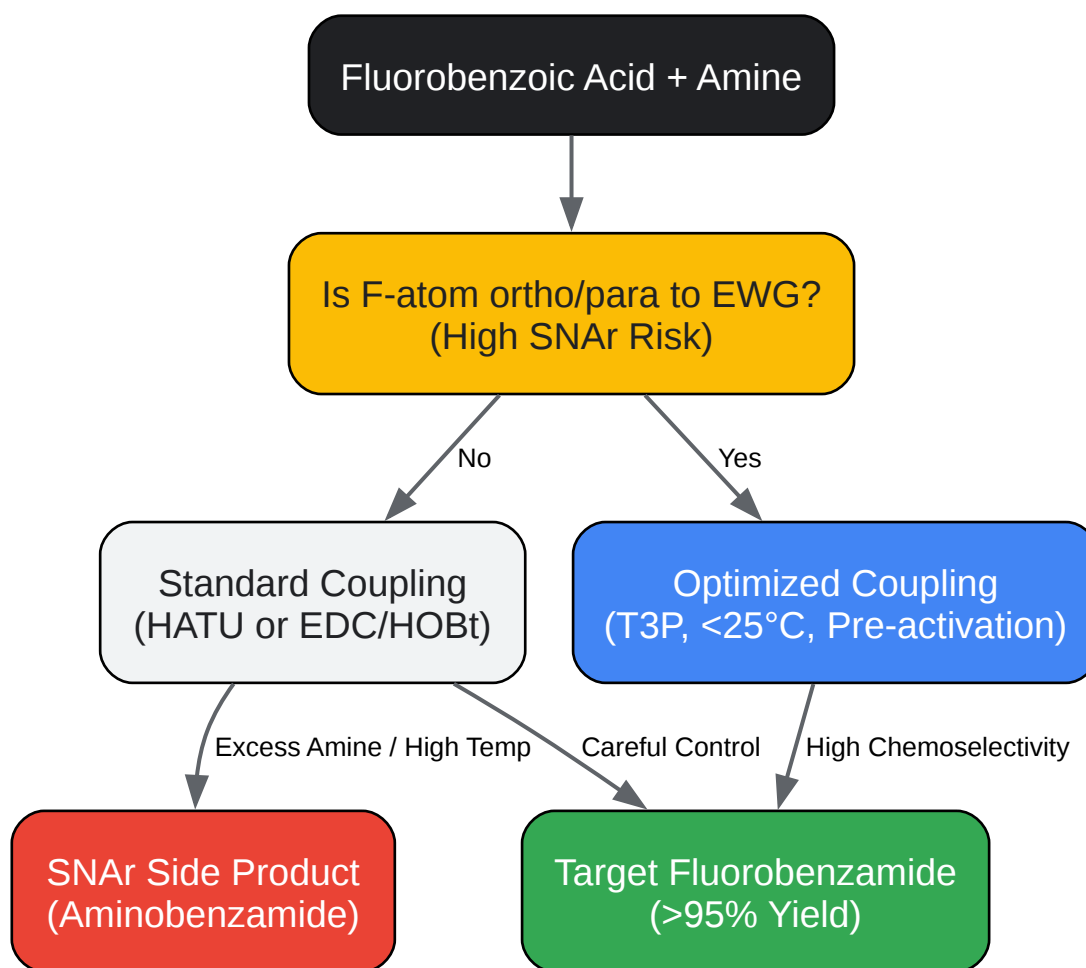 Fluorobenzoic Acid + Amine
Is F-atom ortho/para to EWG?
(High SNAr Risk)
No
Yes
Standard Coupling
(HATU or EDC/HOBt)
Optimized Coupling
(T3P, <25°C, Pre-activation)
Excess Amine / High Temp
Careful Control
High Chemoselectivity
SNAr Side Product
(Aminobenzamide)
Target Fluorobenzamide
(>95% Yield)